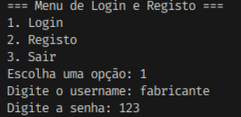 === Menu de Login e Registo ===
1. Login
2. Registo
3. Sair
Escolha uma opção: 1
Digite o username: fabricante
Digite a senha: 123